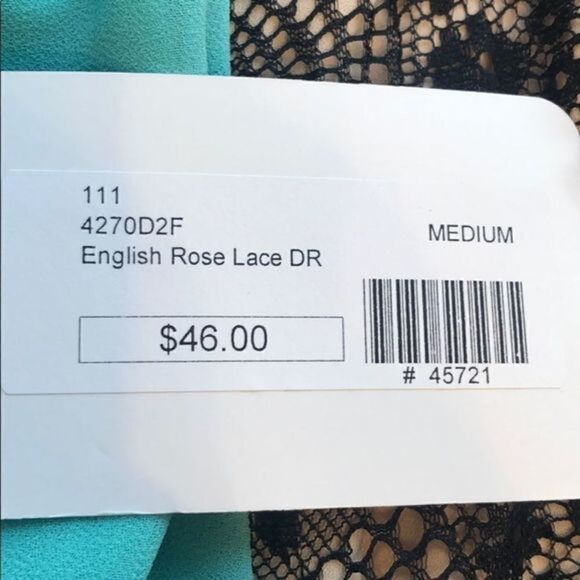 111
4270D2F
English Rose Lace DR
MEDIUM
$46.00
# 45721